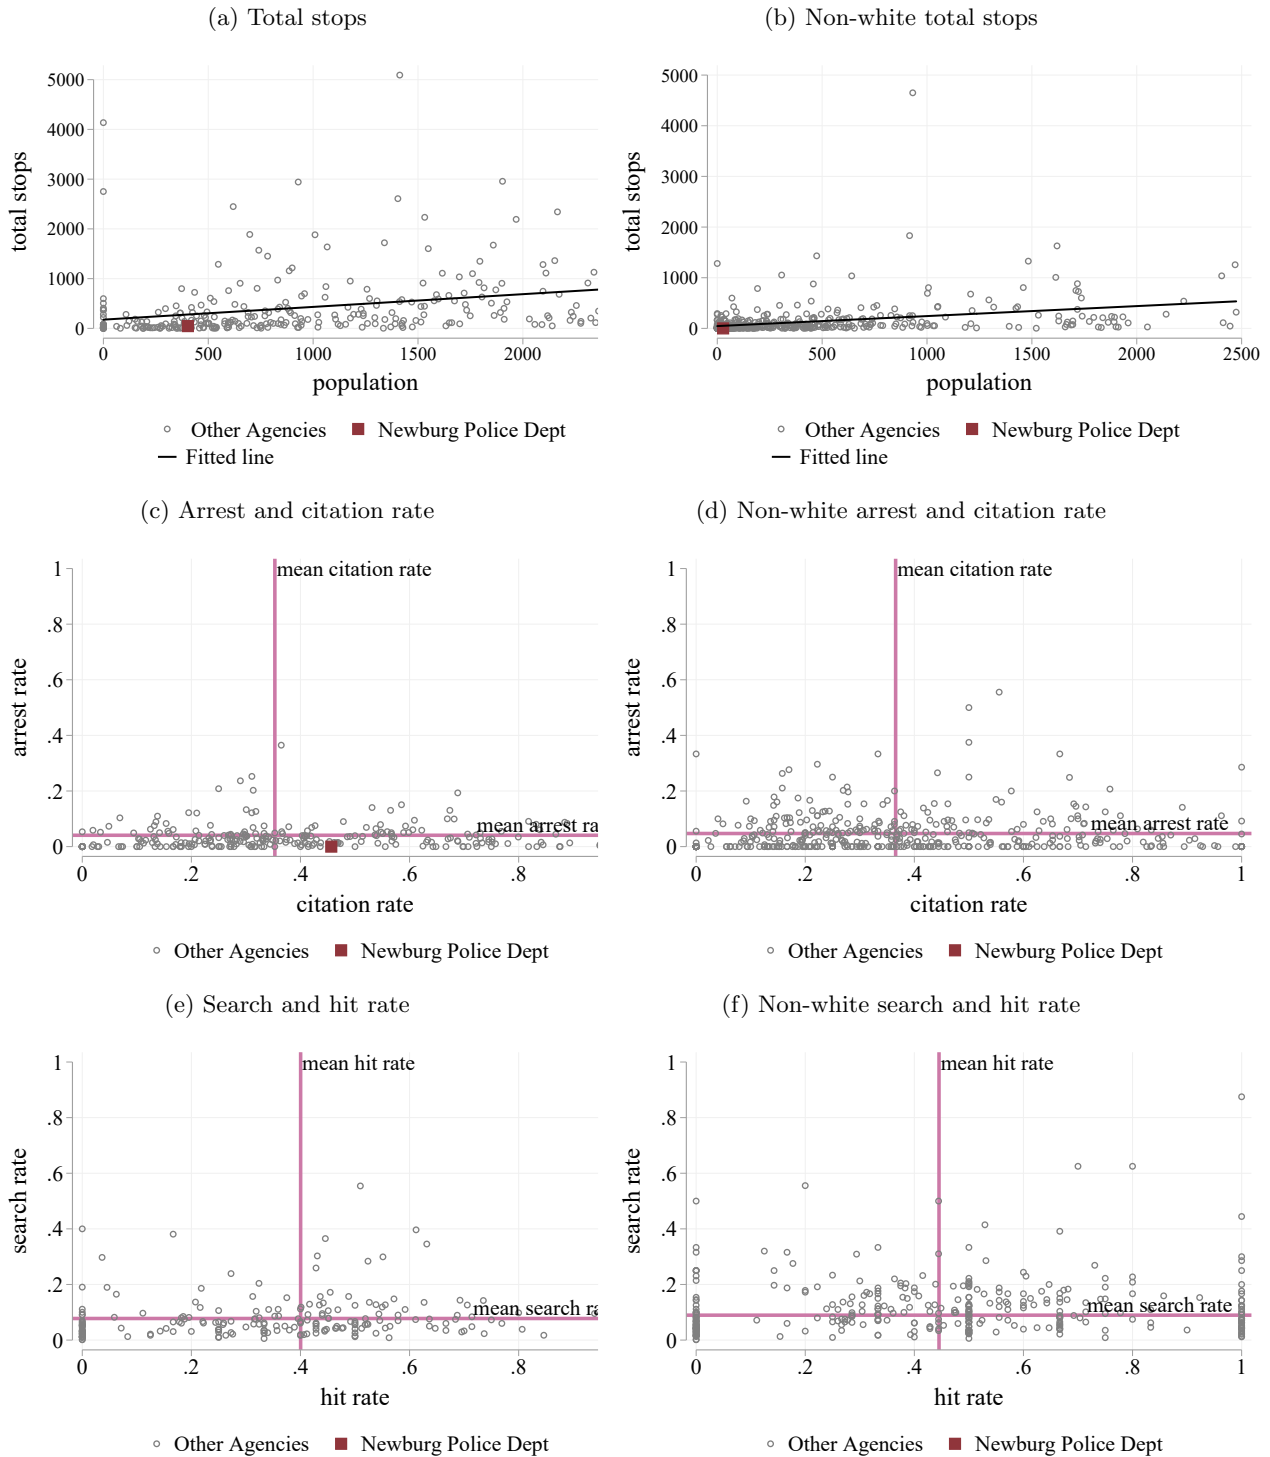 (a) Total stops
(b) Non-white total stops
total stops
5000
4000
3000
2000
1000
0
0 500 1000 1500 2000
population
Other Agencies Newburg Police Dept
Fitted line
total stops
5000
4000
3000
2000
1000
0
0 500 1000 1500 2000 2500
population
Other Agencies Newburg Police Dept
Fitted line
(c) Arrest and citation rate
(d) Non-white arrest and citation rate
arrest rate
1
.8
.6
.4
.2
0
mean citation rate
mean arrest ra
0 .2 .4 .6 .8
citation rate
Other Agencies Newburg Police Dept
arrest rate
1
.8
.6
.4
.2
0
mean citation rate
mean arrest rate
0 .2 .4 .6 .8 1
citation rate
Other Agencies Newburg Police Dept
(e) Search and hit rate
(f) Non-white search and hit rate
search rate
1
.8
.6
.4
.2
0
mean hit rate
mean search ra
0 .2 .4 .6 .8
hit rate
Other Agencies Newburg Police Dept
search rate
1
.8
.6
.4
.2
0
mean hit rate
mean search rate
0 .2 .4 .6 .8 1
hit rate
Other Agencies Newburg Police Dept